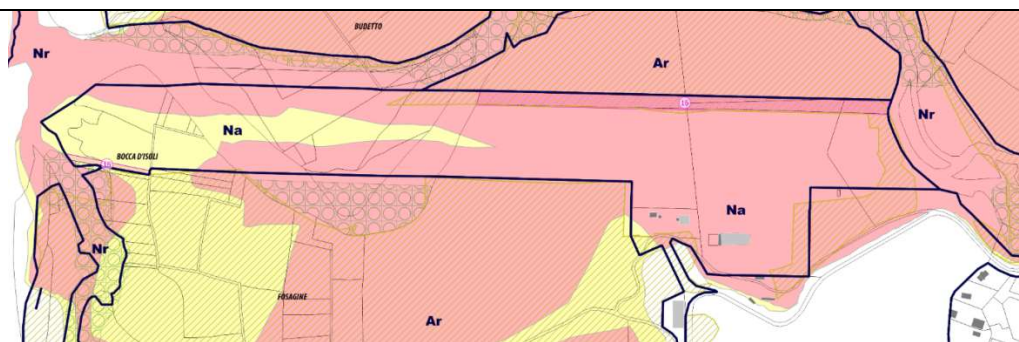 BUDETTO
Nr
Ar
Nr
Na
BOCCA D'ISOLI
Na
Nr
FOSAGINE
Ar